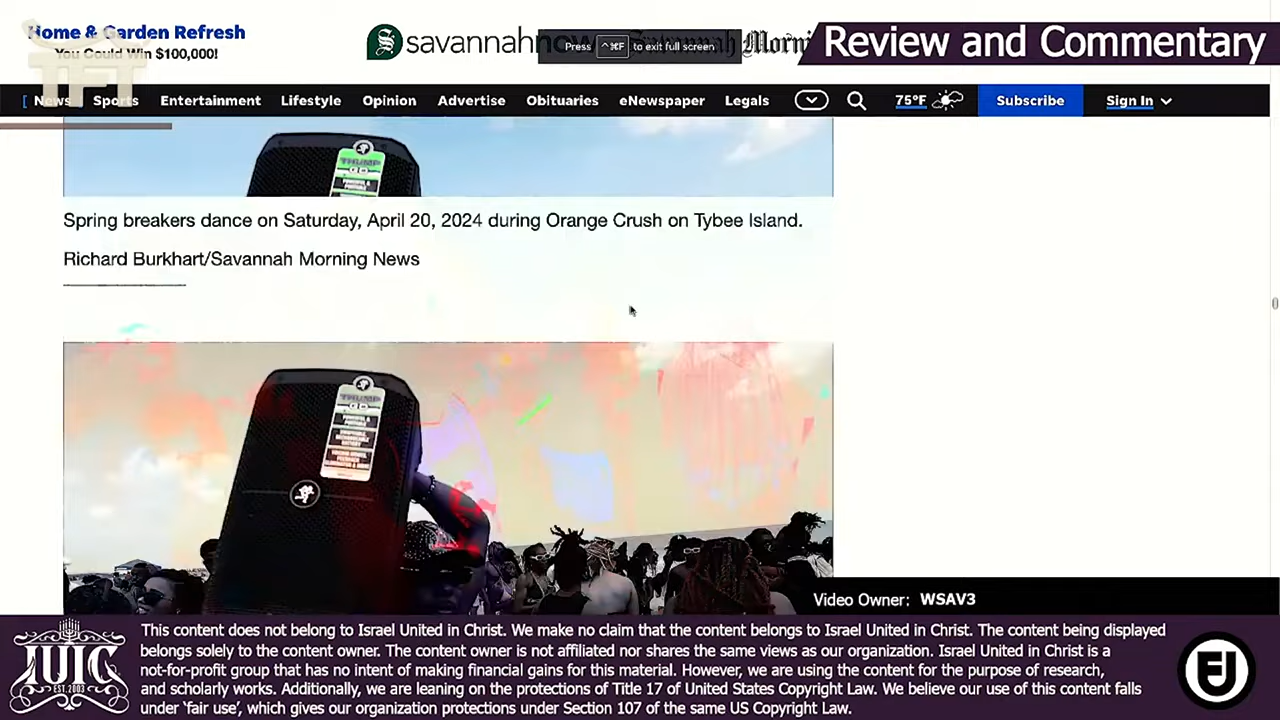 Home & Garden Refresh
You Could Win $100,000!
TFT
savannahn
Press ^⌘F to exit full screen
Review and Commentary
News Sports Entertainment Lifestyle Opinion Advertise Obituaries eNewspaper Legals 75°F Subscribe Sign In
THUMP
GO
Spring breakers dance on Saturday, April 20, 2024 during Orange Crush on Tybee Island.
Richard Burkhart/Savannah Morning News
THUMP
GO
Video Owner: WSAV3
This content does not belong to Israel United in Christ. We make no claim that the content belongs to Israel United in Christ. The content being displayed
belongs solely to the content owner. The content owner is not affiliated nor shares the same views as our organization. Israel United in Christ is a
not-for-profit group that has no intent of making financial gains for this material. However, we are using the content for the purpose of research,
and scholarly works. Additionally, we are leaning on the protections of Title 17 of United States Copyright Law. We believe our use of this content falls
under 'fair use', which gives our organization protections under Section 107 of the same US Copyright Law.
IUIC
EST. 2003